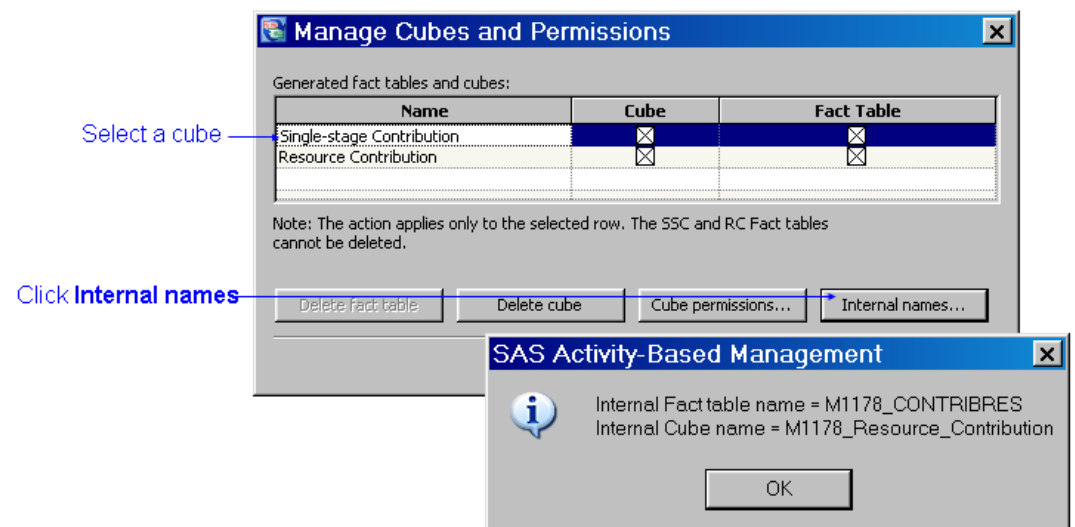 Manage Cubes and Permissions
Generated fact tables and cubes:
Name Cube Fact Table
Select a cube
Single-stage Contribution
Resource Contribution
Note: The action applies only to the selected row. The SSC and RC Fact tables
cannot be deleted.
Click Internal names
Delete fact table Delete cube Cube permissions... Internal names...
SAS Activity-Based Management
Internal Fact table name = M1178_CONTRIBRES
Internal Cube name = M1178_Resource_Contribution
OK